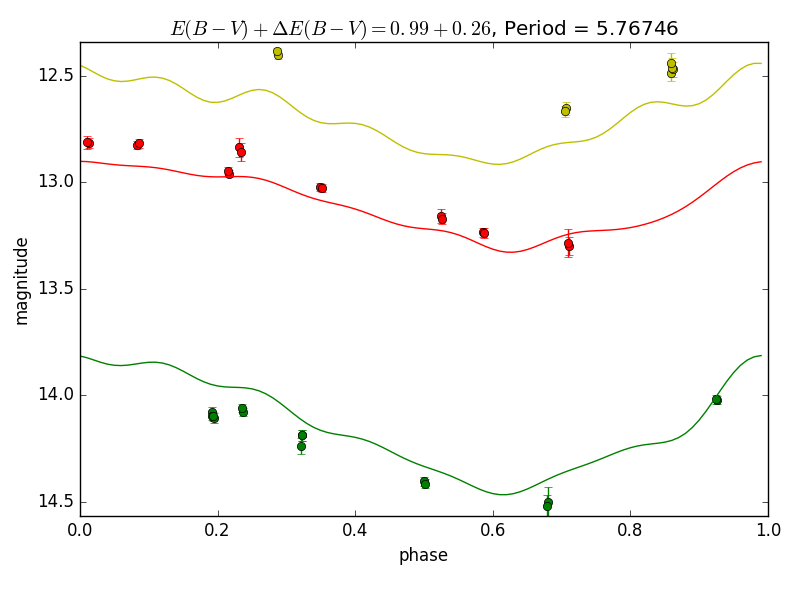 E(B − V) + ΔE(B − V) = 0.99 + 0.26, Period = 5.76746
12.5
13.0
13.5
14.0
14.5
magnitude
0.0 0.2 0.4 0.6 0.8 1.0
phase